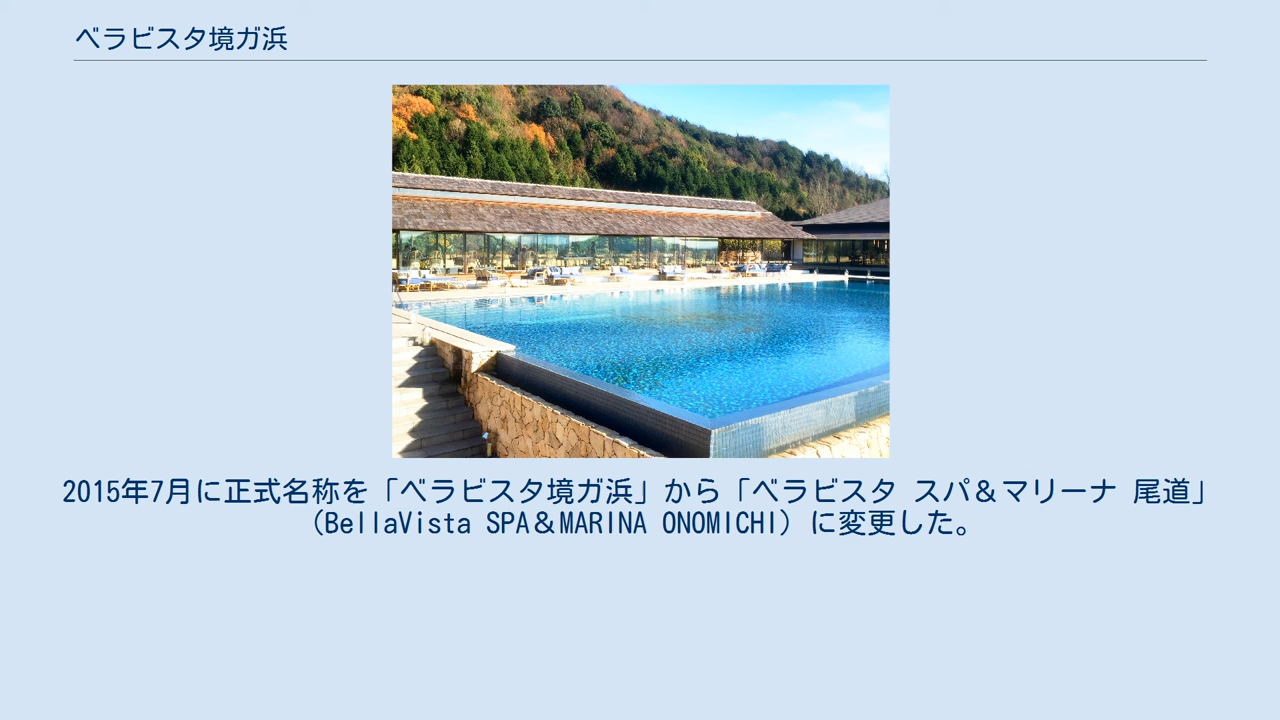 ベラビスタ境ガ浜
2015年7月に正式名称を「ベラビスタ境ガ浜」から「ベラビスタ スパ＆マリーナ 尾道」
（BellaVista SPA＆MARINA ONOMICHI）に変更した。